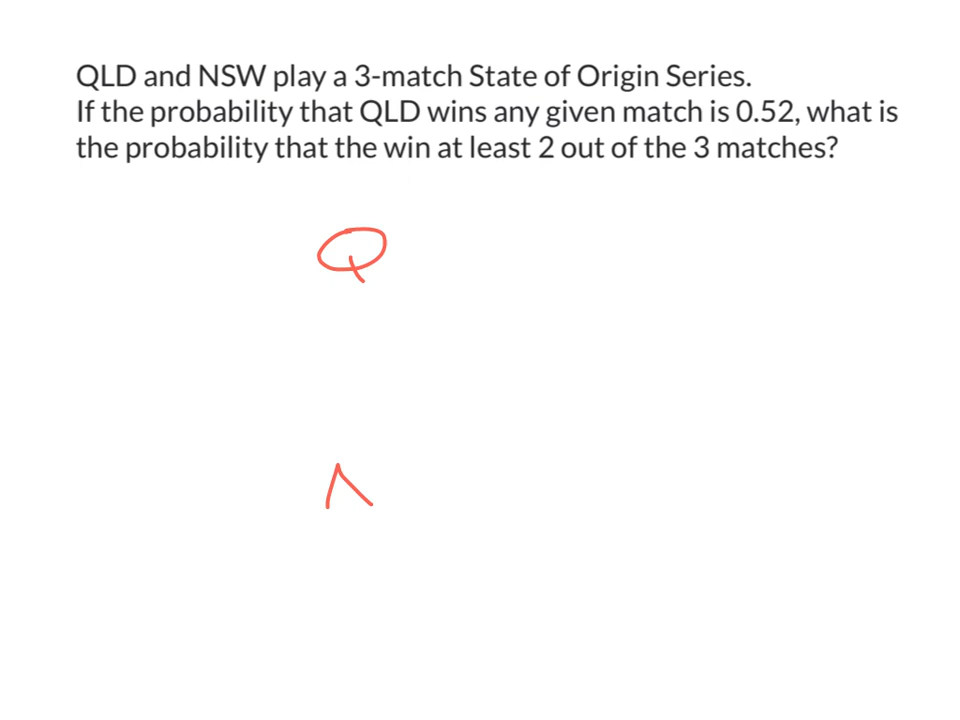 QLD and NSW play a 3-match State of Origin Series.
If the probability that QLD wins any given match is 0.52, what is
the probability that the win at least 2 out of the 3 matches?
Q